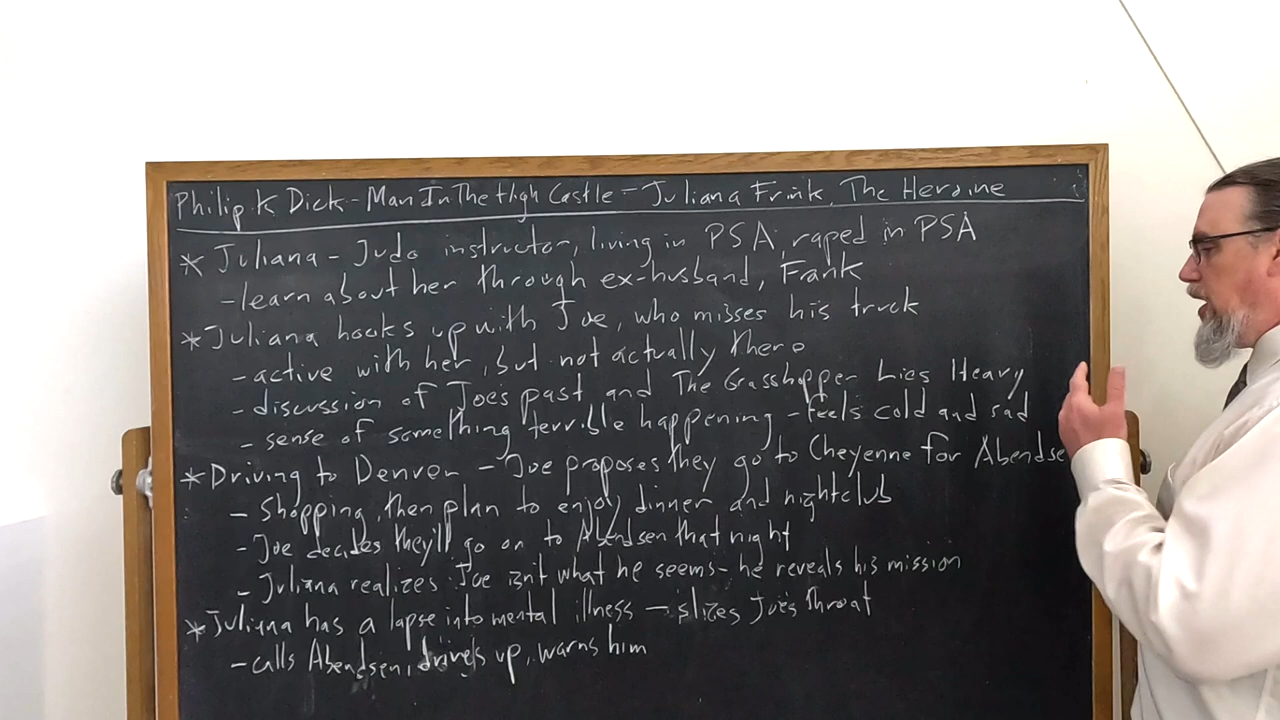 Philip K Dick - Man In The High Castle - Juliana Frink, The Heroine
* Juliana - Judo instructor, living in PSA, raped in PSA
- learn about her through ex-husband, Frank
* Juliana hooks up with Joe, who misses his truck
- active with her, but not actually there
- discussion of Joe's past and The Grasshopper Lies Heavy
- sense of something terrible happening - feels cold and sad
* Driving to Denver - Joe proposes they go to Cheyenne for Abendse
- Shopping, then plan to enjoy dinner and nightclub
- Joe decides they'll go on to Abendsen that night
- Juliana realizes Joe isn't what he seems - he reveals his mission
* Juliana has a lapse into mental illness - slices Joe's throat
- calls Abendsen, drives up, warns him